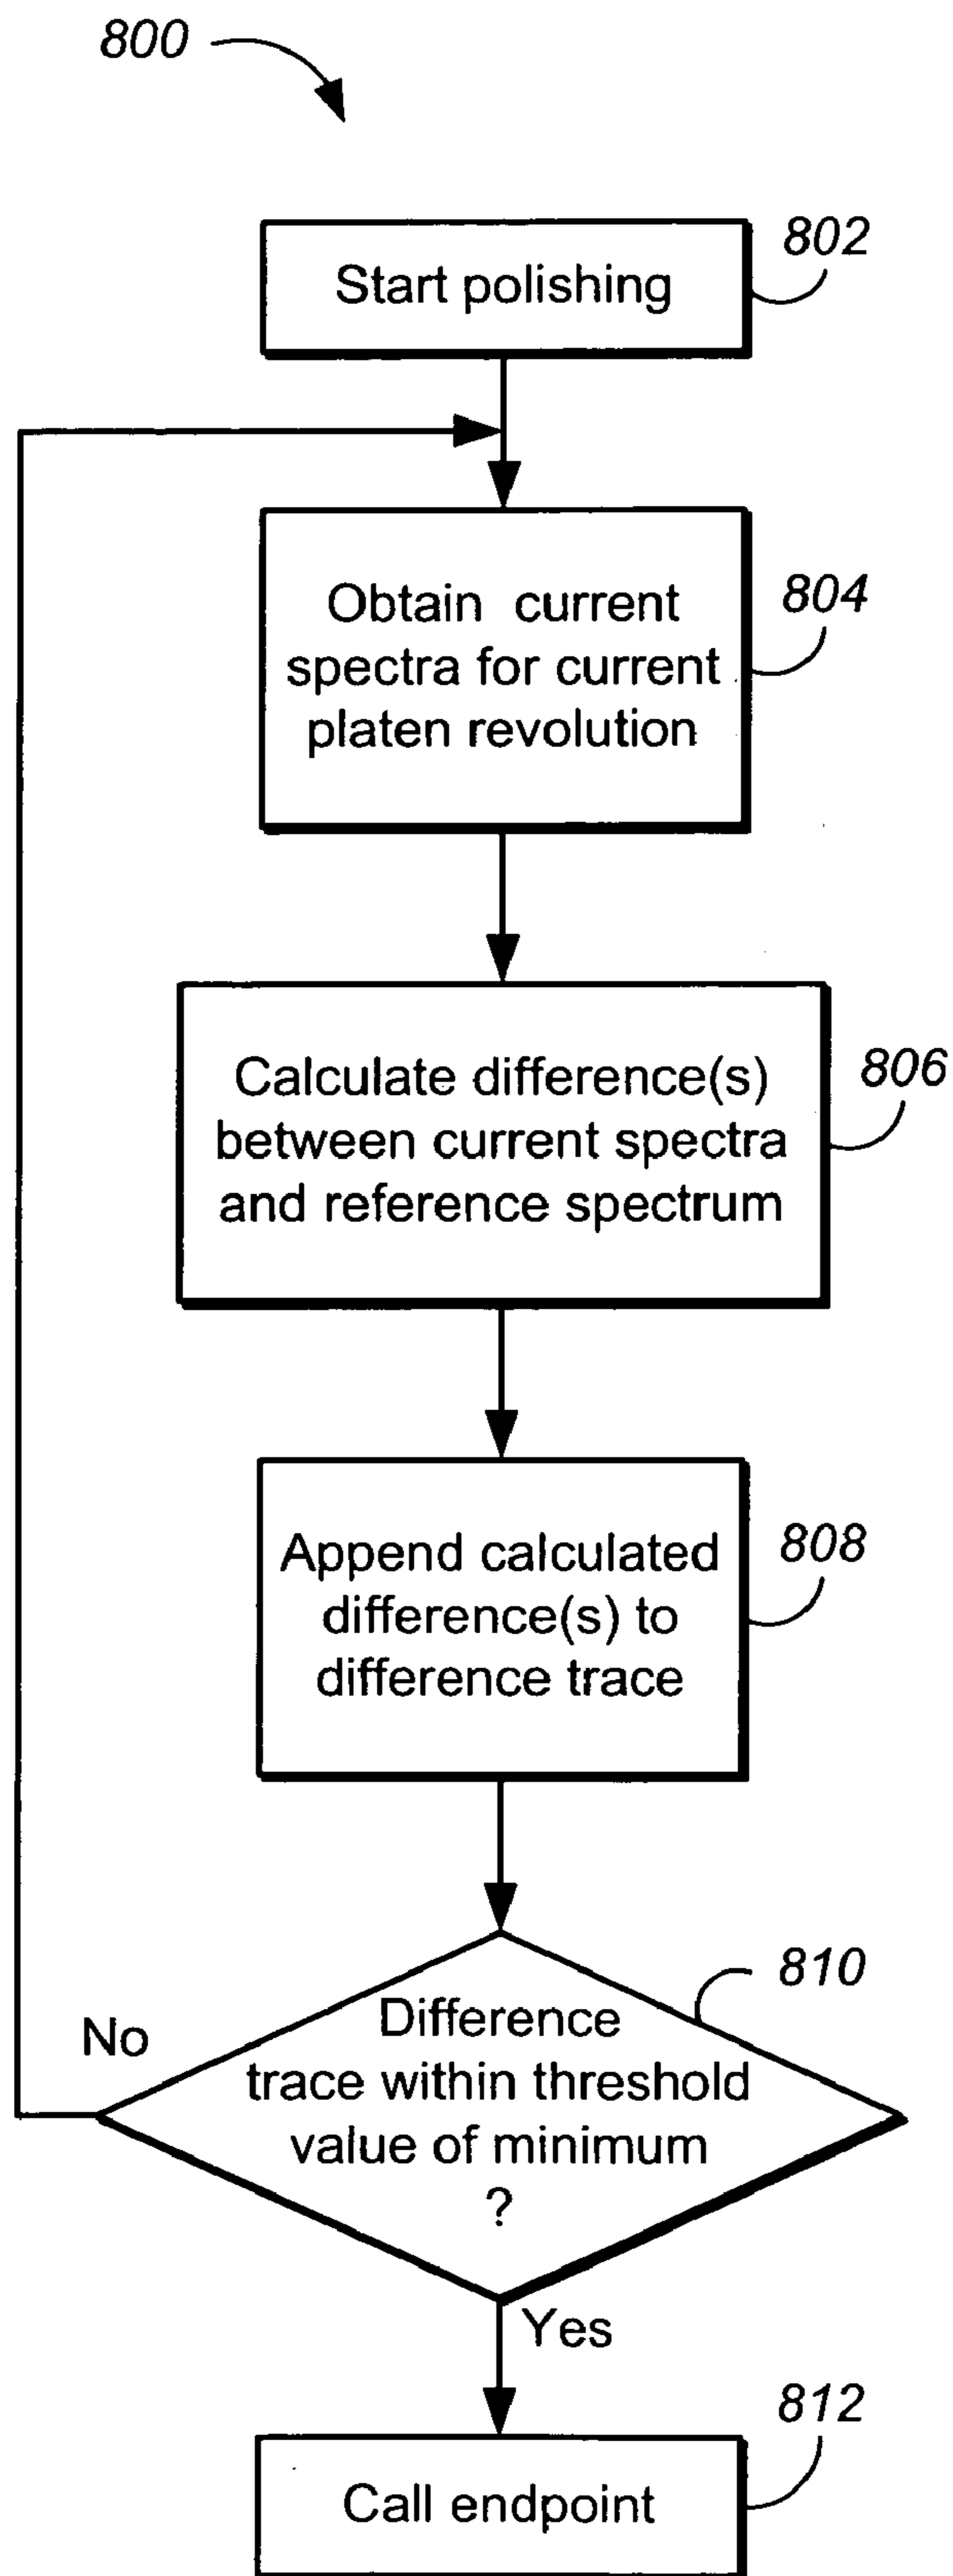 800
802
Start polishing
804
Obtain current
spectra for current
platen revolution
806
Calculate difference(s)
between current spectra
and reference spectrum
808
Append calculated
difference(s) to
difference trace
810
No
Difference
trace within threshold
value of minimum
?
Yes
812
Call endpoint